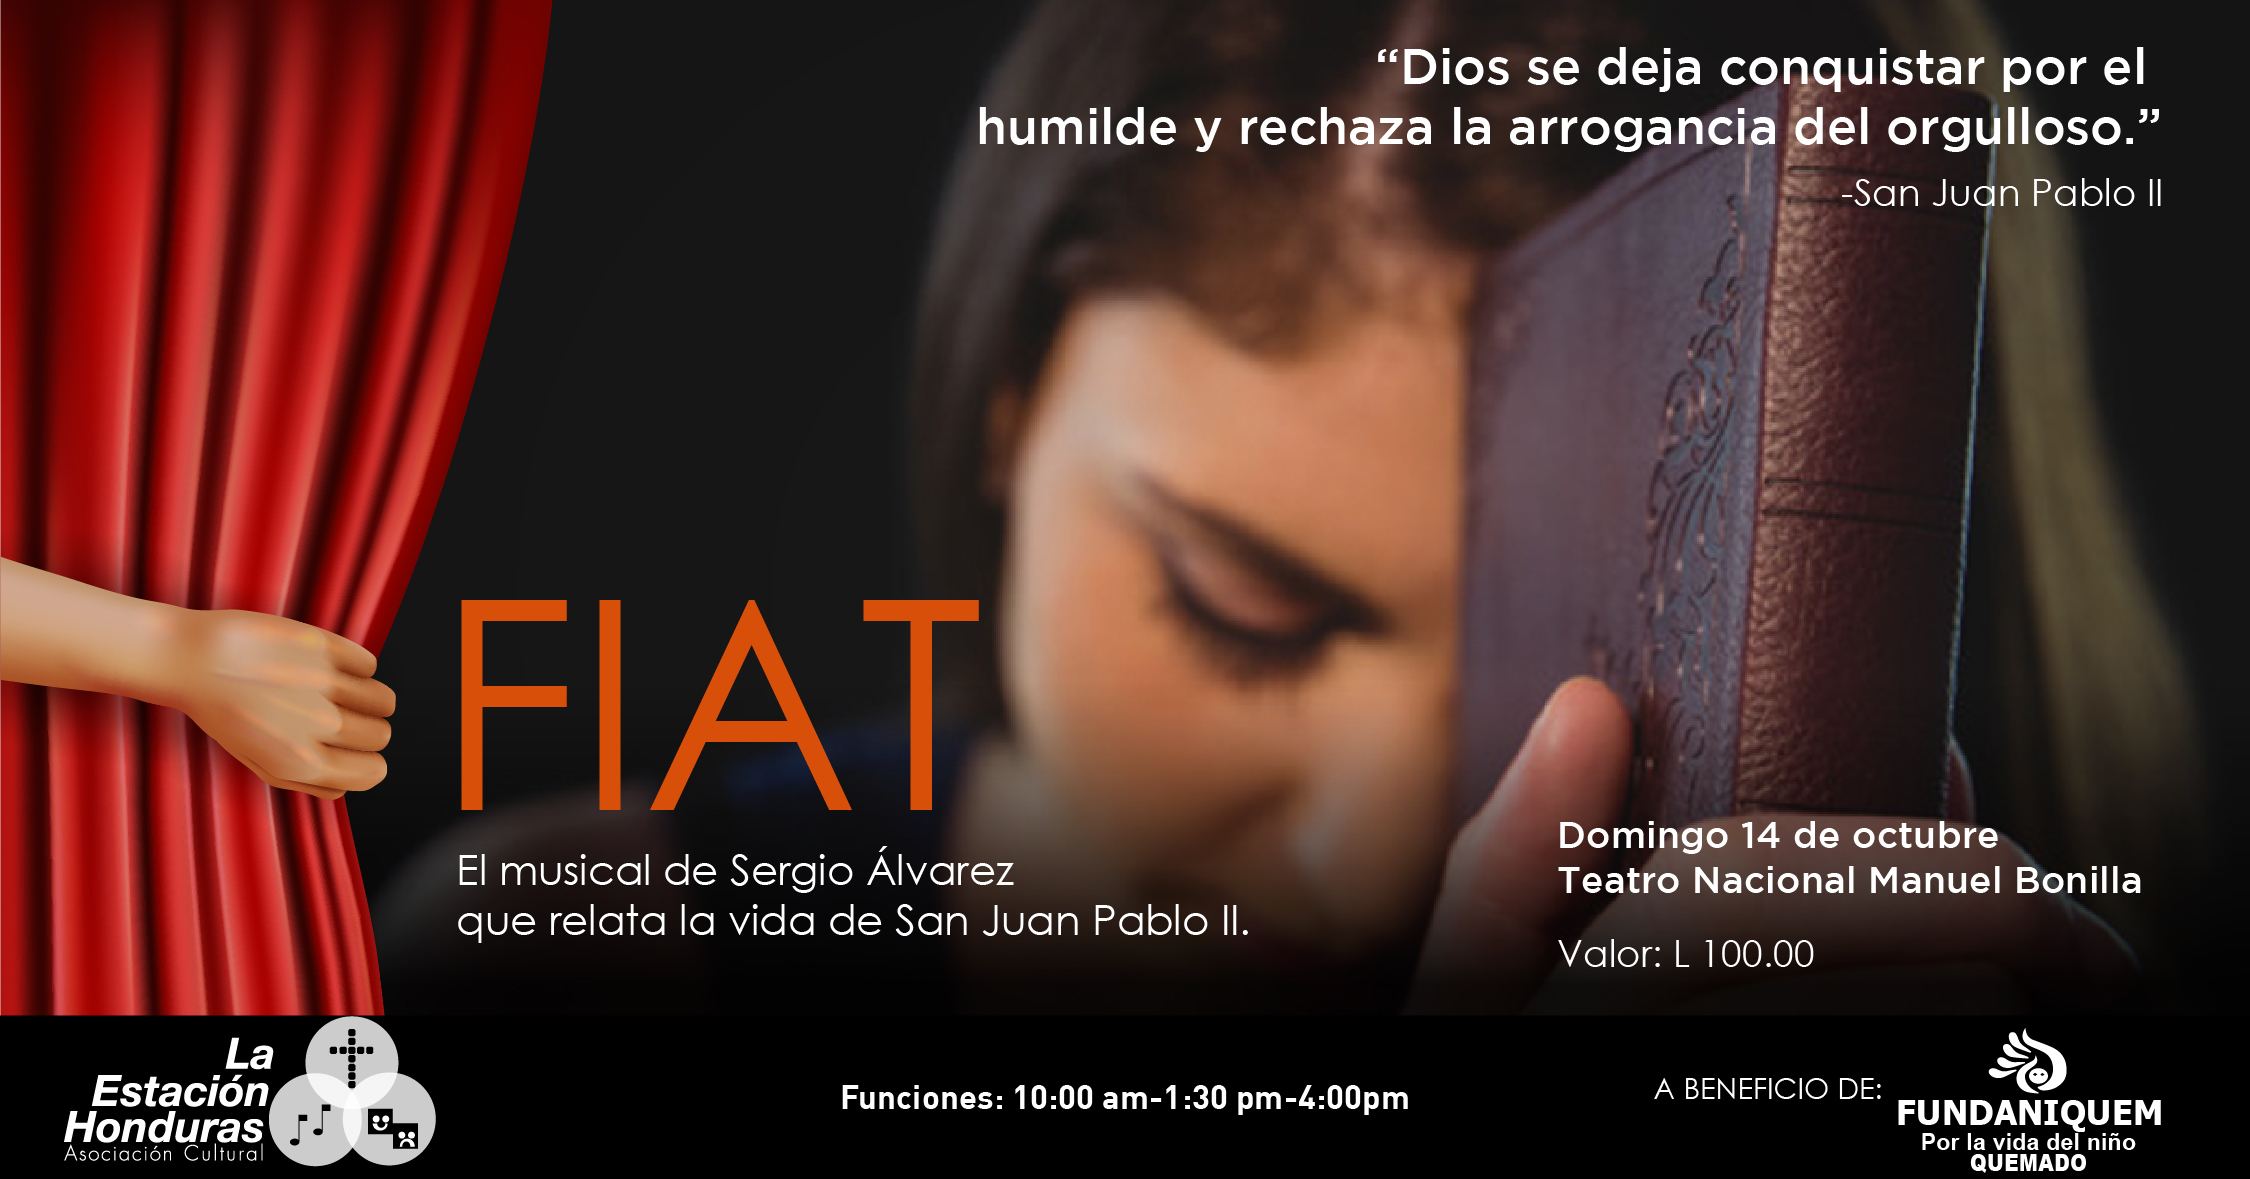 “Dios se deja conquistar por el
humilde y rechaza la arrogancia del orgulloso.”
-San Juan Pablo II
FIAT
El musical de Sergio Álvarez
que relata la vida de San Juan Pablo II.
Domingo 14 de octubre
Teatro Nacional Manuel Bonilla
Valor: L 100.00
La
Estación
Honduras
Asociación Cultural
Funciones: 10:00 am-1:30 pm-4:00pm
A BENEFICIO DE:
FUNDANIQUEM
Por la vida del niño
QUEMADO